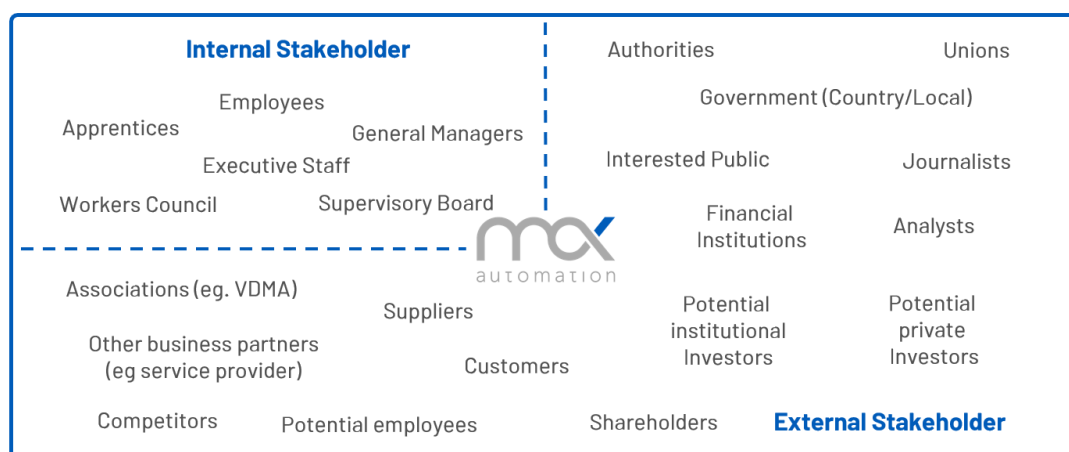 Internal Stakeholder
Employees
Apprentices
General Managers
Executive Staff
Workers Council
Supervisory Board
Authorities
Unions
Government (Country/Local)
Interested Public
Journalists
Financial
Institutions
Analysts
max
automation
Associations (eg. VDMA)
Suppliers
Other business partners
(eg service provider)
Customers
Competitors
Potential employees
Potential
institutional
Investors
Potential
private
Investors
Shareholders
External Stakeholder